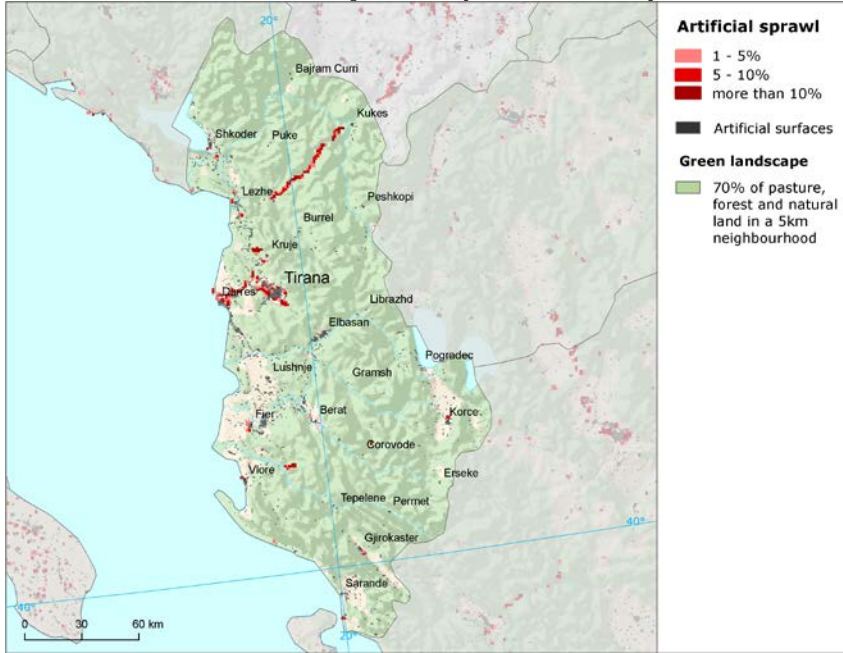 20°
Bajram Curri
Kukes
Shkoder
Puke
Lezhe
Peshkopi
Burrel
Kruje
Tirana
Durres
Librazhd
Elbasan
Pogradec
Lushnje
Gramsh
Fier
Berat
Korce
Corovode
Vlore
Erseke
Tepelene
Permet
40°
Gjirokaster
Sarande
40°
0 30 60 km
20°
Artificial sprawl
1 - 5%
5 - 10%
more than 10%
Artificial surfaces
Green landscape
70% of pasture,
forest and natural
land in a 5km
neighbourhood